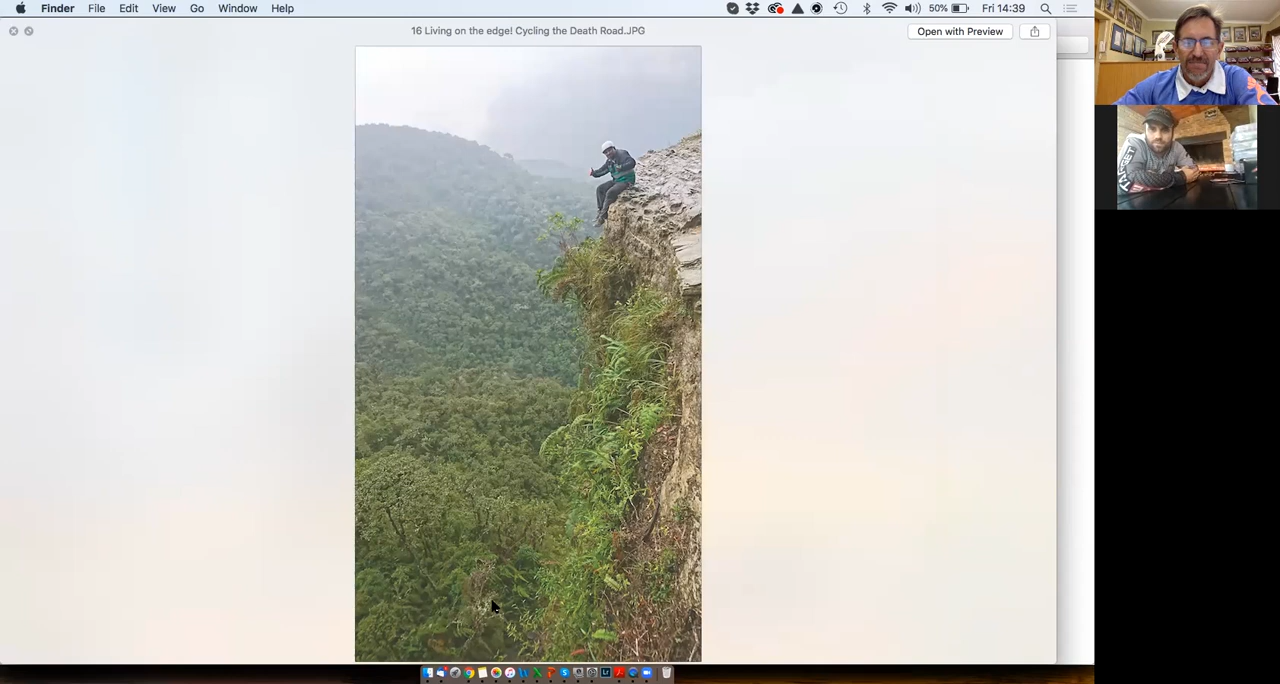 Finder File Edit View Go Window Help 50% Fri 14:39
16 Living on the edge! Cycling the Death Road..JPG
Open with Preview
TARGET